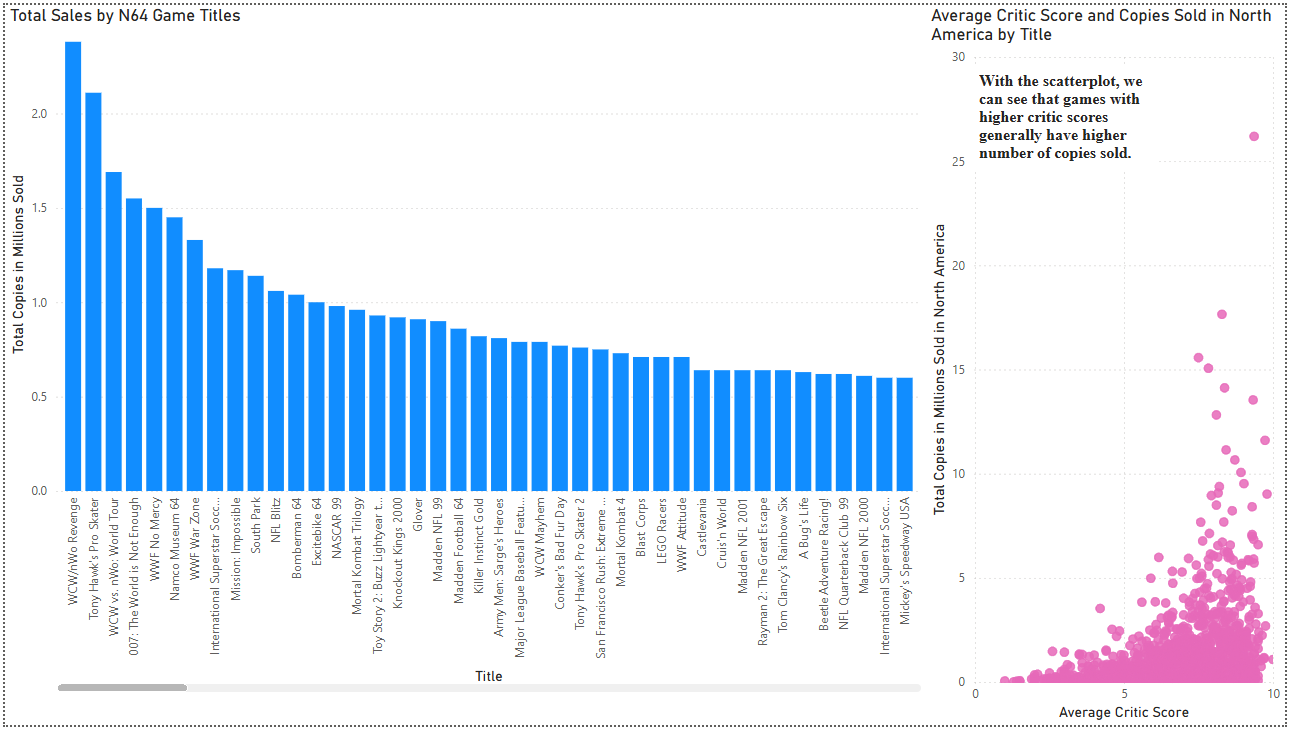 Total Sales by N64 Game Titles
Total Copies in Millions Sold
2.0
1.5
1.0
0.5
0.0
WCW/nWo Revenge
Tony Hawk's Pro Skater
WCW vs. nWo: World Tour
007: The World is Not Enough
WWF No Mercy
Namco Museum 64
WWF War Zone
International Superstar Socc...
Mission: Impossible
South Park
NFL Blitz
Bomberman 64
Excitebike 64
NASCAR 99
Mortal Kombat Trilogy
Toy Story 2: Buzz Lightyear t...
Knockout Kings 2000
Glover
Madden NFL 99
Madden Football 64
Killer Instinct Gold
Army Men: Sarge's Heroes
Major League Baseball Featu...
WCW Mayhem
Conker's Bad Fur Day
Tony Hawk's Pro Skater 2
San Francisco Rush: Extreme ...
Mortal Kombat 4
Blast Corps
LEGO Racers
WWF Attitude
Castlevania
Cruis'n World
Madden NFL 2001
Rayman 2: The Great Escape
Tom Clancy's Rainbow Six
A Bug's Life
Beetle Adventure Racing!
NFL Quarterback Club 99
Madden NFL 2000
International Superstar Socc...
Mickey's Speedway USA
Title
Average Critic Score and Copies Sold in North
America by Title
With the scatterplot, we
can see that games with
higher critic scores
generally have higher
number of copies sold.
Total Copies in Millions Sold in North America
30
25
20
15
10
5
0
0
5
10
Average Critic Score